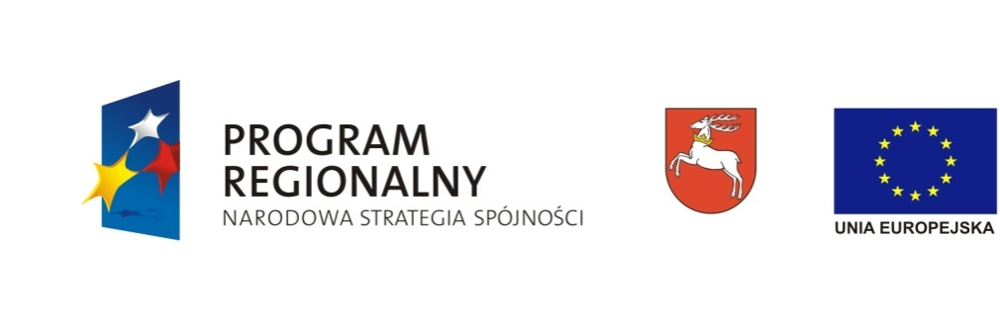 PROGRAM
REGIONALNY
NARODOWA STRATEGIA SPÓJNOŚCI
UNIA EUROPEJSKA